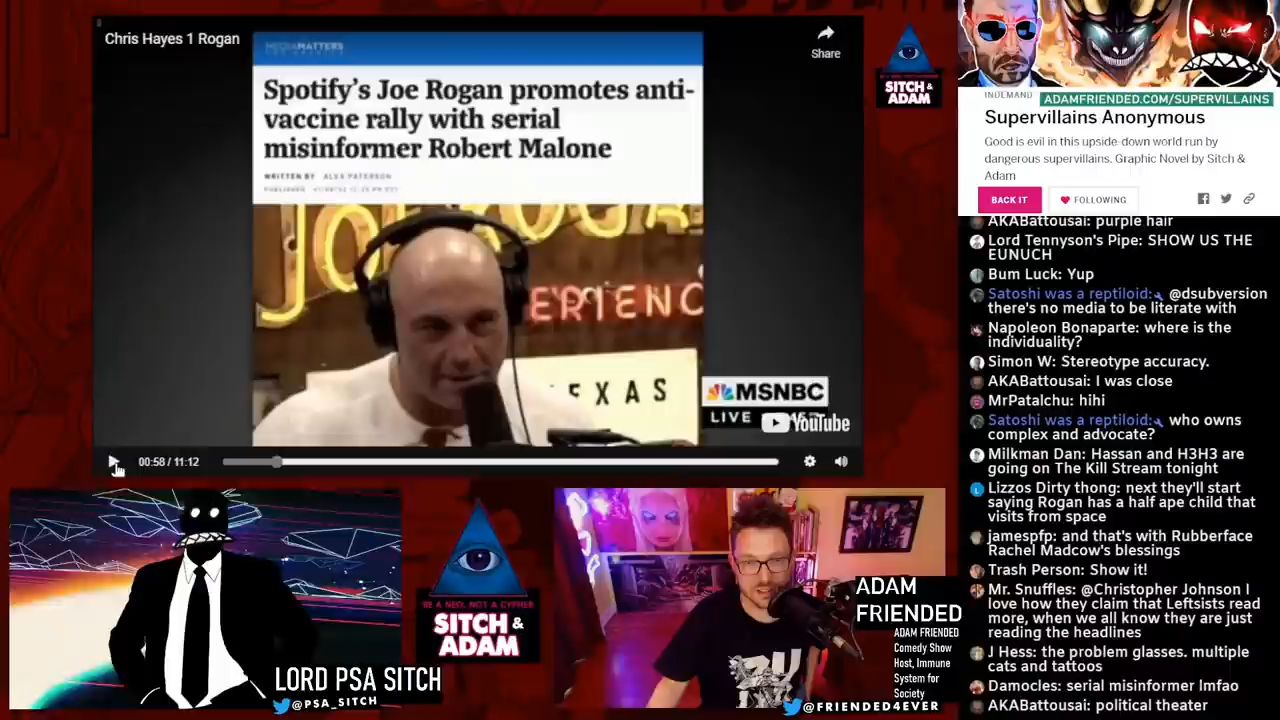 Chris Hayes 1 Rogan
Share
MEDIAMATTERS
Spotify's Joe Rogan promotes anti-
vaccine rally with serial
misinformer Robert Malone
WRITTEN BY ALEX PATERSON
PUBLISHED
JOE ROGAN
ERIENC
EXAS
MSNBC
LIVE
YouTube
00:58 / 11:12
BE A NEO, NOT A CYPHER
SITCH &
ADAM
INDEMAND
ADAMFRIENDED.COM/SUPERVILLAINS
Supervillains Anonymous
Good is evil in this upside-down world run by
dangerous supervillains. Graphic Novel by Sitch &
Adam
BACK IT
FOLLOWING
AKABattousai: purple hair
Lord Tennyson's Pipe: SHOW US THE
EUNUCH
Bum Luck: Yup
Satoshi was a reptiloid: @dsubversion
there's no media to be literate with
Napoleon Bonaparte: where is the
individuality?
Simon W: Stereotype accuracy.
AKABattousai: I was close
MrPatalchu: hihi
Satoshi was a reptiloid: who owns
complex and advocate?
Milkman Dan: Hassan and H3H3 are
going on The Kill Stream tonight
Lizzos Dirty thong: next they'll start
saying Rogan has a half ape child that
visits from space
jamespfp: and that's with Rubberface
Rachel Madcow's blessings
Trash Person: Show it!
Mr. Snuffles: @Christopher Johnson I
love how they claim that Leftsists read
more, when we all know they are just
reading the headlines
J Hess: the problem glasses. multiple
cats and tattoos
Damocles: serial misinformer lmfao
AKABattousai: political theater
LORD PSA SITCH
@PSA_SITCH
BE A NEO, NOT A CYPHER
SITCH &
ADAM
ADAM
FRIENDED
ADAM FRIENDED
Comedy Show
Host, Immune
System for
Society
@FRIENDED4EVER